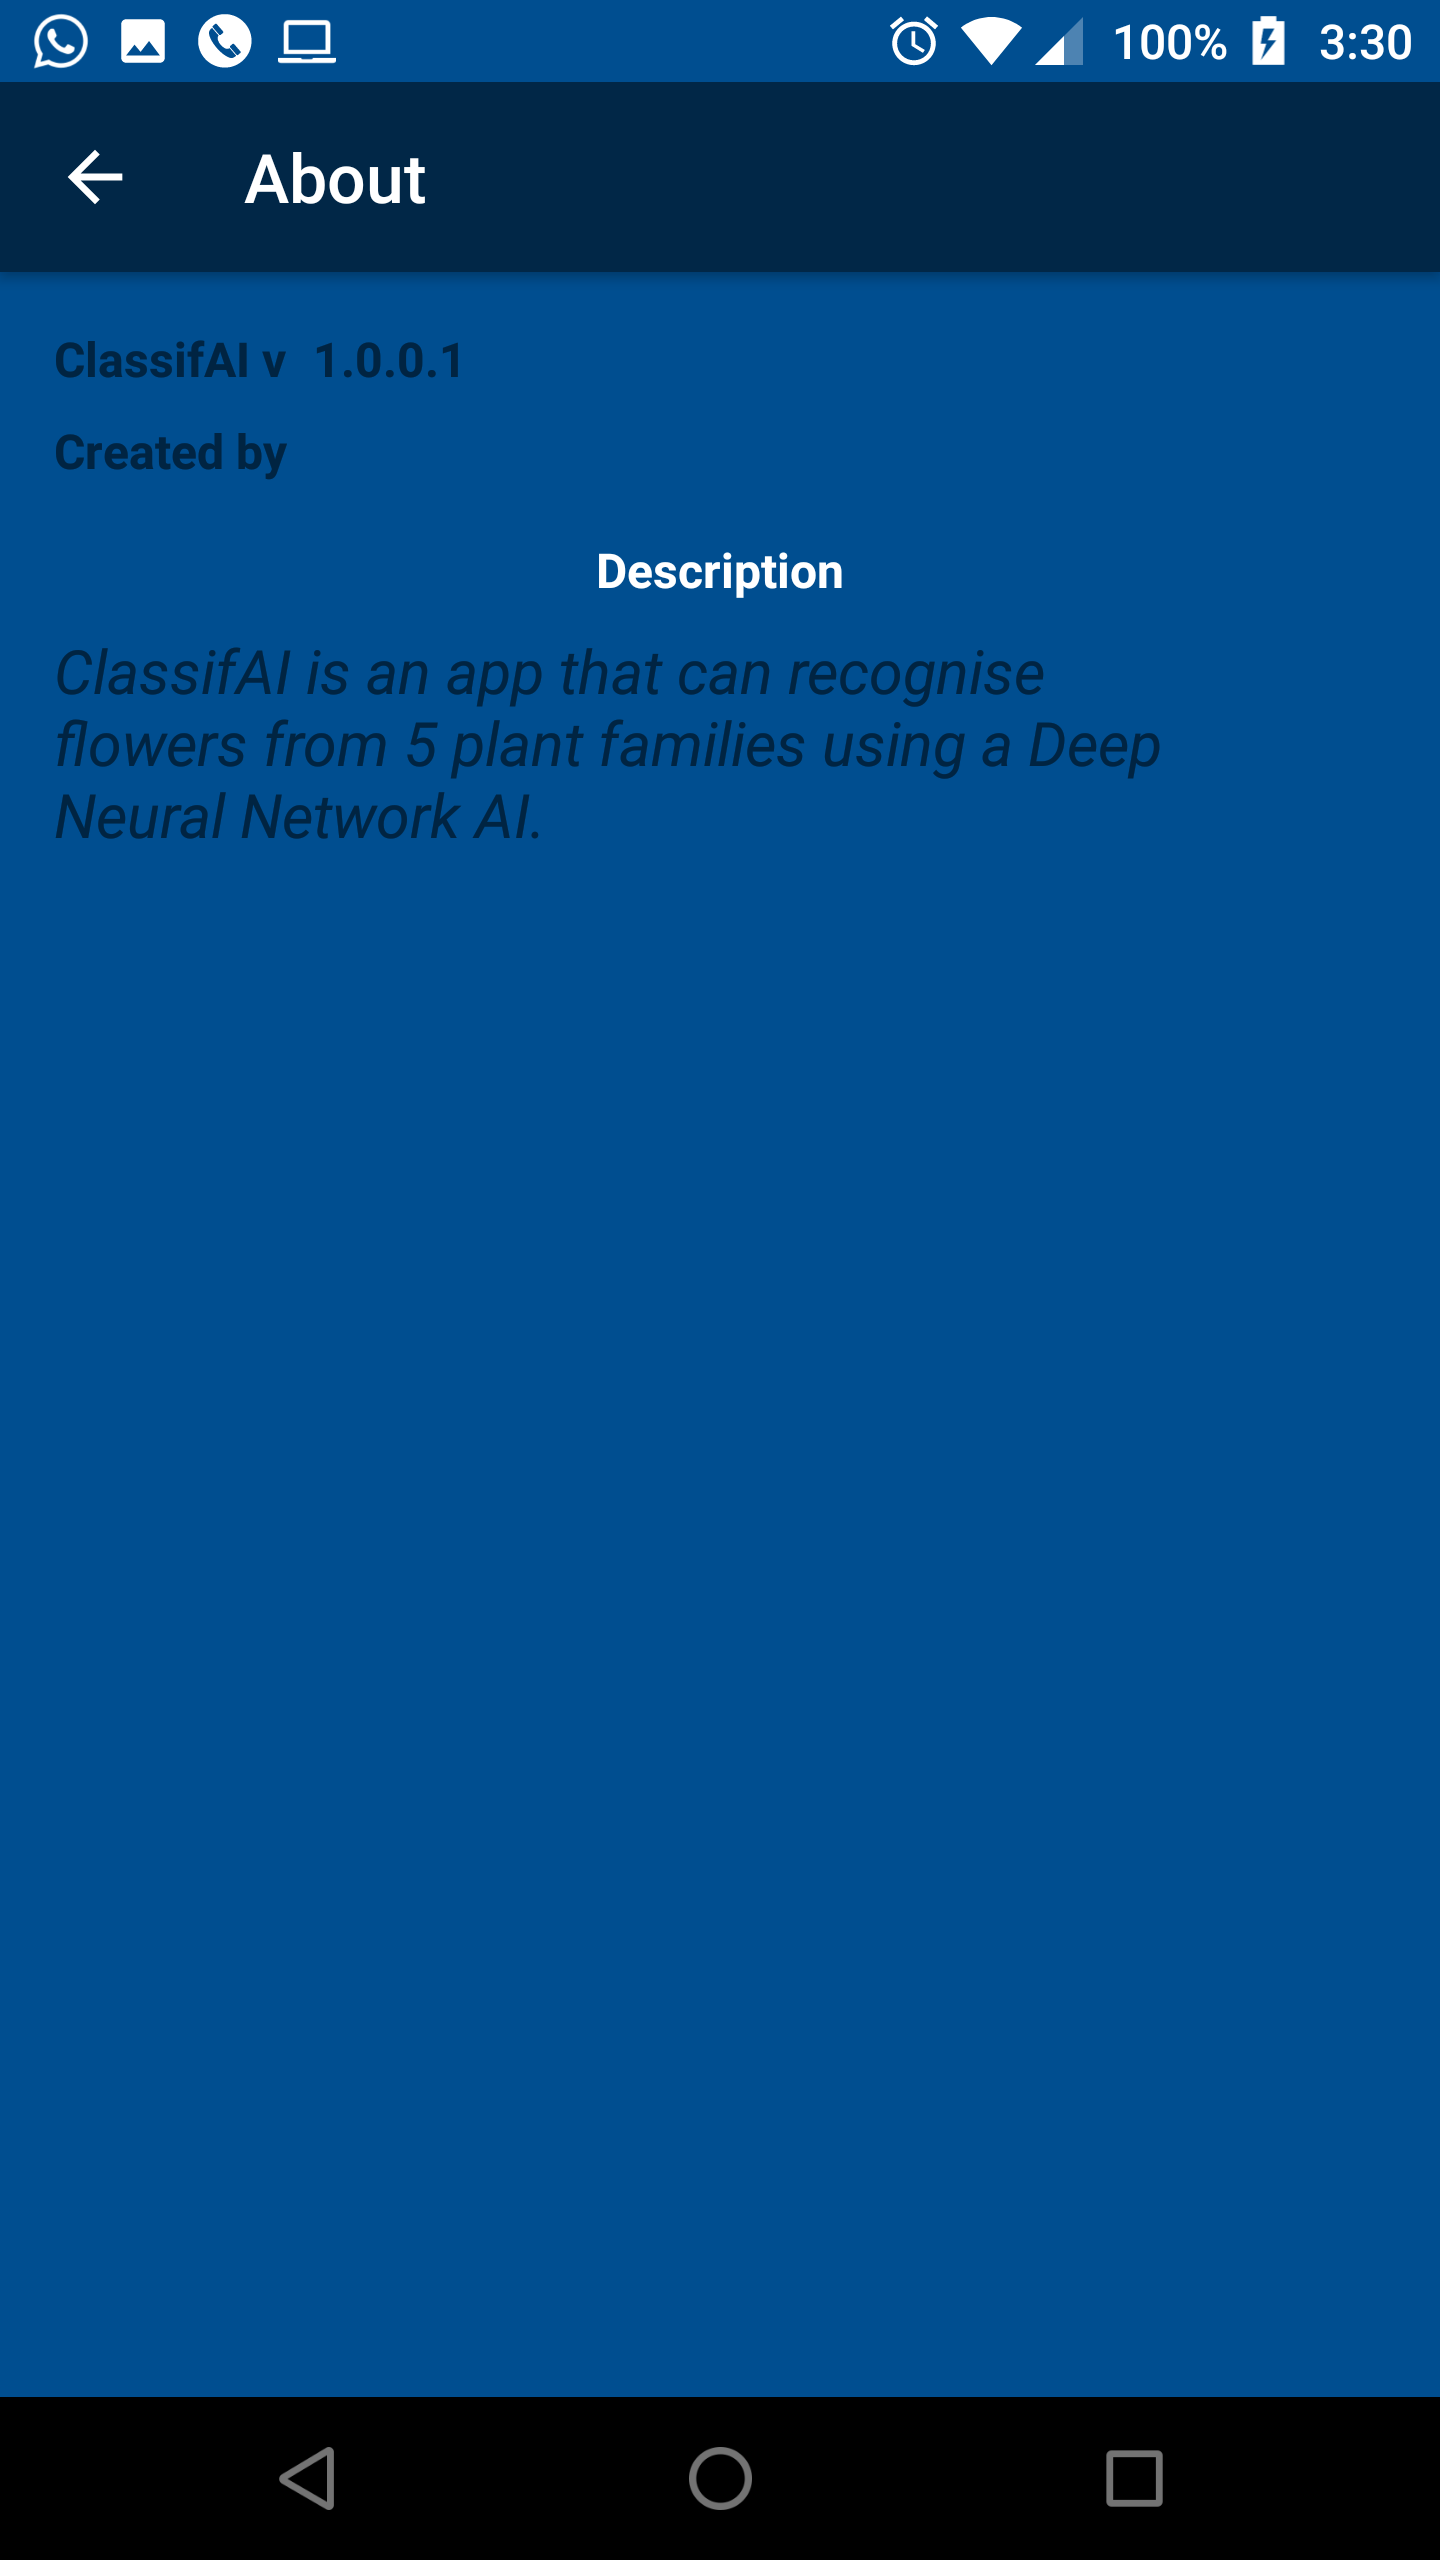 100% 3:30
About
ClassifAI v 1.0.0.1
Created by
Description
ClassifAI is an app that can recognise
flowers from 5 plant families using a Deep
Neural Network AI.